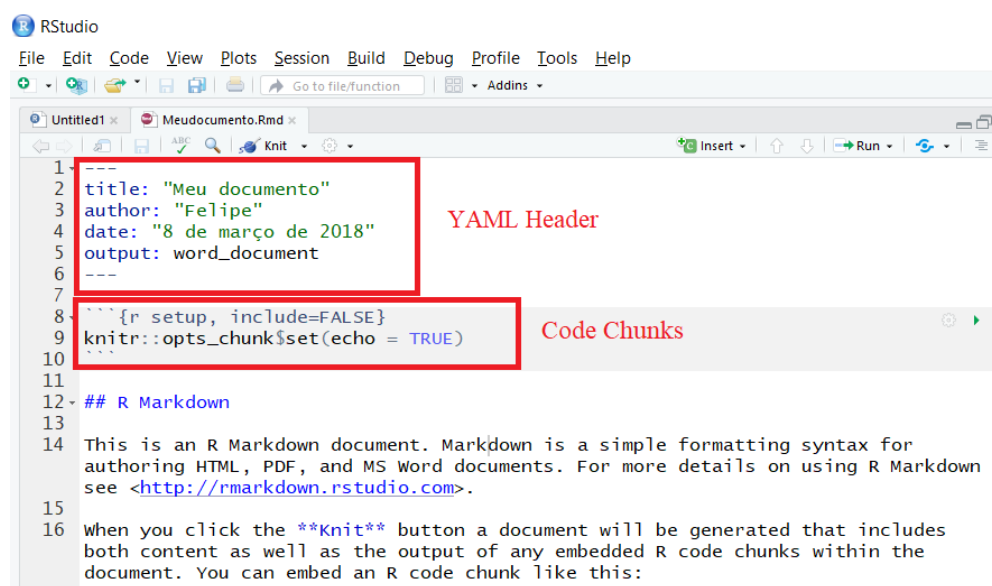 RStudio
File Edit Code View Plots Session Build Debug Profile Tools Help
Go to file/function Addins
Untitled1 Meudocumento.Rmd
ABC Knit Insert Run
1 ---
2 title: "Meu documento"
3 author: "Felipe"
4 date: "8 de março de 2018"
5 output: word_document
6 ---
YAML Header
7
8 ```{r setup, include=FALSE}
9 knitr::opts_chunk$set(echo = TRUE)
10 ```
Code Chunks
11
12 ## R Markdown
13
14 This is an R Markdown document. Markdown is a simple formatting syntax for
authoring HTML, PDF, and MS Word documents. For more details on using R Markdown
see <http://rmarkdown.rstudio.com>.
15
16 When you click the **Knit** button a document will be generated that includes
both content as well as the output of any embedded R code chunks within the
document. You can embed an R code chunk like this: